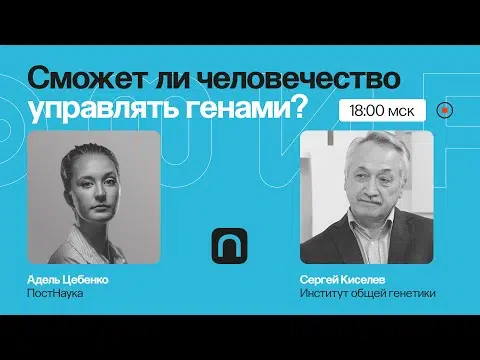 Сможет ли человечество
управлять генами?
18:00 мск
Адель Цебенко
ПостНаука
Сергей Киселев
Институт общей генетики